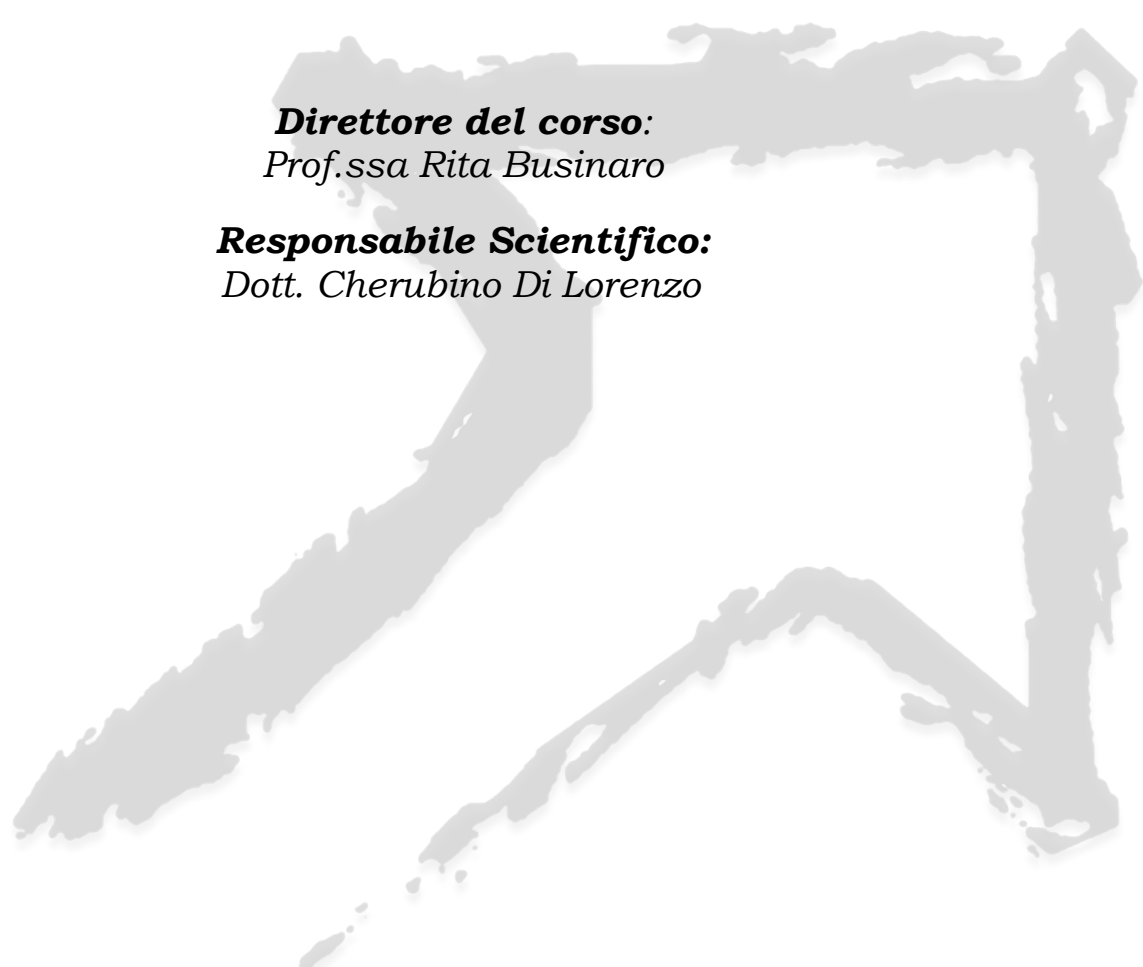 Direttore del corso:
Prof.ssa Rita Businaro
Responsabile Scientifico:
Dott. Cherubino Di Lorenzo